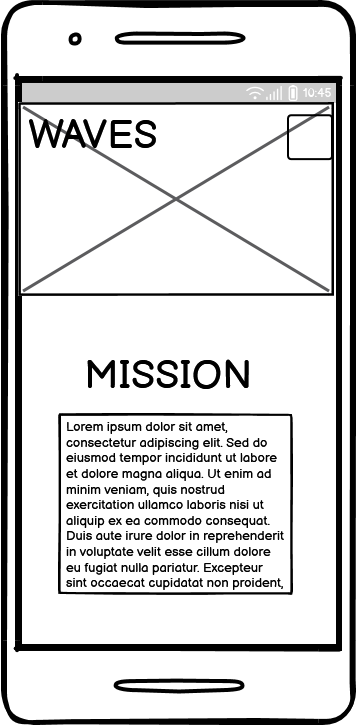 10:45
WAVES
MISSION
Lorem ipsum dolor sit amet,
consectetur adipiscing elit. Sed do
eiusmod tempor incididunt ut labore
et dolore magna aliqua. Ut enim ad
minim veniam, quis nostrud
exercitation ullamco laboris nisi ut
aliquip ex ea commodo consequat.
Duis aute irure dolor in reprehenderit
in voluptate velit esse cillum dolore
eu fugiat nulla pariatur. Excepteur
sint occaecat cupidatat non proident,